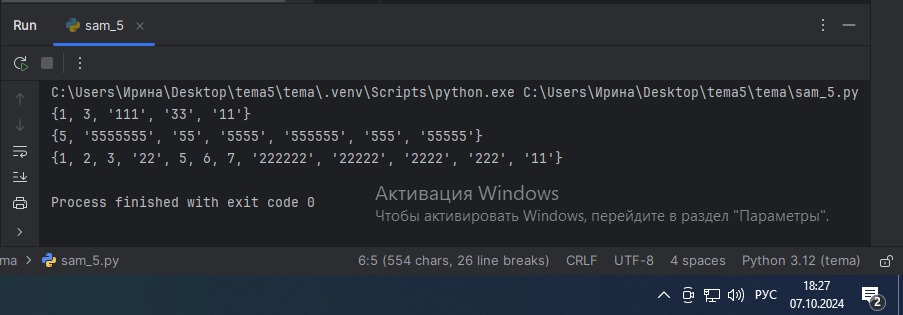 Run sam_5
C:\Users\Ирина\Desktop\tema5\tema\.venv\Scripts\python.exe C:\Users\Ирина\Desktop\tema5\tema\sam_5.py
{1, 3, '111', '33', '11'}
{5, '5555555', '55', '5555', '555555', '555', '55555'}
{1, 2, 3, '22', 5, 6, 7, '222222', '22222', '2222', '222', '11'}
Process finished with exit code 0
Активация Windows
Чтобы активировать Windows, перейдите в раздел "Параметры".
ma > sam_5.py 6:5 (554 chars, 26 line breaks) CRLF UTF-8 4 spaces Python 3.12 (tema)
РУС 18:27 2
07.10.2024